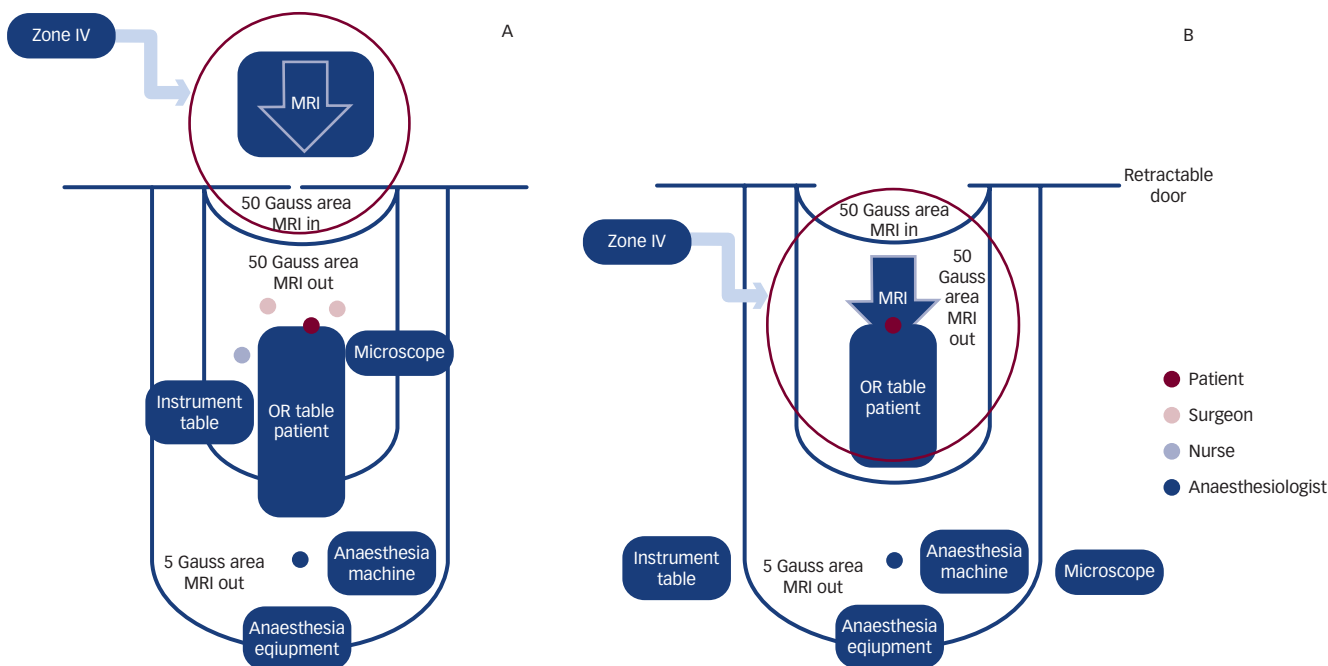 Zone IV
A
MRI
50 Gauss area
MRI in
50 Gauss area
MRI out
Microscope
Instrument
table
OR table
patient
5 Gauss area
MRI out
Anaesthesia
machine
Anaesthesia
eqiupment
B
Retractable
door
50 Gauss area
MRI in
Zone IV
50
Gauss
area
MRI
out
MRI
OR table
patient
Instrument
table
5 Gauss area
MRI out
Anaesthesia
machine
Microscope
Anaesthesia
eqiupment
Patient
Surgeon
Nurse
Anaesthesiologist